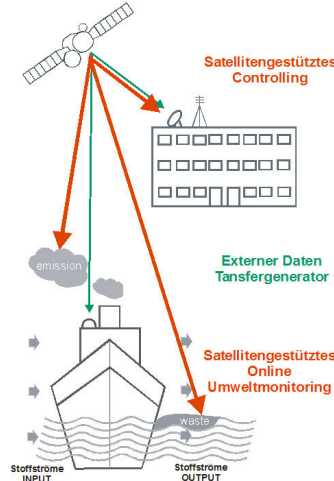 Satellitengestütztes
Controlling
emission
Externer Daten
Tansfergenerator
Satellitengestütztes
Online
Umweltmonitoring
waste
Stoffströme
INPUT
Stoffströme
OUTPUT